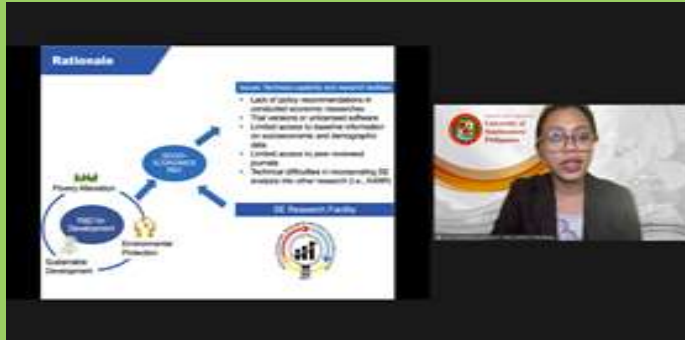 Rationale
Issues: Technical capacity and research facilities
• Lack of policy recommendations in
conducted economic researches
• Trial versions or unlicensed software
• Limited access to baseline information
on socioeconomic and demographic
data
• Limited access to peer-reviewed
journals
• Technical difficulties in incorporating SE
analysis into other research (i.e.,
SOCIO-
ECONOMICS
R&D
Poverty Alleviation
R&D for
Development
Environmental
Protection
Sustainable
Development
SE Research Facility
University of
Southeastern
Philippines